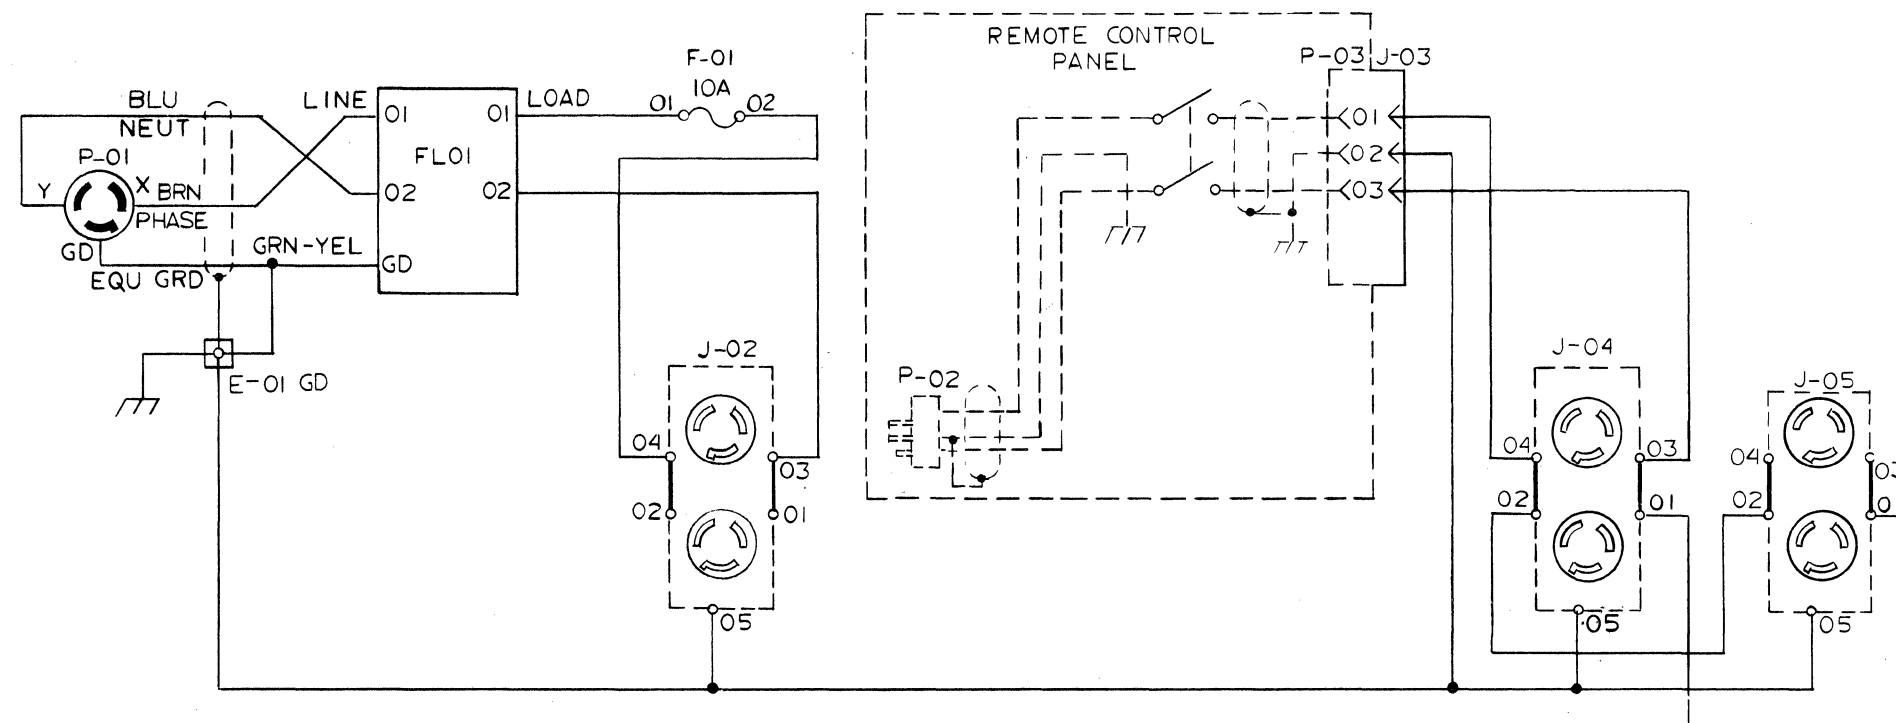 BLU
NEUT
P-01
Y
X
BRN
PHASE
GD
EQU GRD
GRN-YEL
LINE
01
02
GD
FL01
01
02
LOAD
F-01
10A
01
02
E-01 GD
J-02
04
03
02
01
05
REMOTE CONTROL
PANEL
P-03
J-03
01
02
03
P-02
J-04
04
03
02
01
05
J-05
04
03
02
05